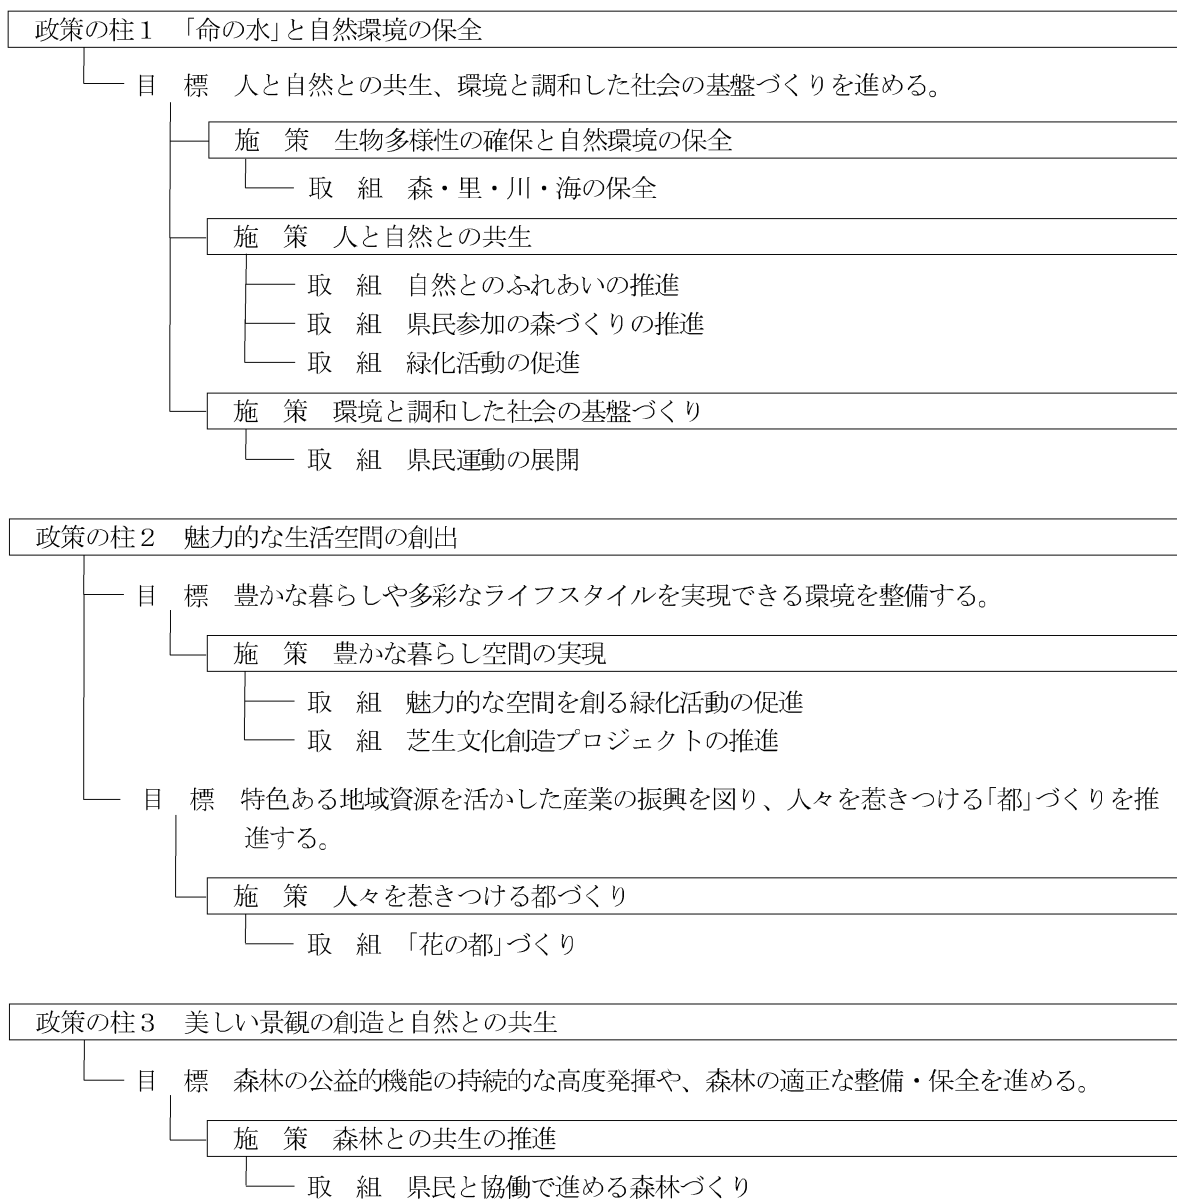 政策の柱1 「命の水」と自然環境の保全
目 標 人と自然との共生、環境と調和した社会の基盤づくりを進める。
施 策 生物多様性の確保と自然環境の保全
取 組 森・里・川・海の保全
施 策 人と自然との共生
取 組 自然とのふれあいの推進
取 組 県民参加の森づくりの推進
取 組 緑化活動の促進
施 策 環境と調和した社会の基盤づくり
取 組 県民運動の展開
政策の柱2 魅力的な生活空間の創出
目 標 豊かな暮らしや多彩なライフスタイルを実現できる環境を整備する。
施 策 豊かな暮らし空間の実現
取 組 魅力的な空間を創る緑化活動の促進
取 組 芝生文化創造プロジェクトの推進
目 標 特色ある地域資源を活かした産業の振興を図り、人々を惹きつける「都」づくりを推
進する。
施 策 人々を惹きつける都づくり
取 組 「花の都」づくり
政策の柱3 美しい景観の創造と自然との共生
目 標 森林の公益的機能の持続的な高度発揮や、森林の適正な整備・保全を進める。
施 策 森林との共生の推進
取 組 県民と協働で進める森林づくり